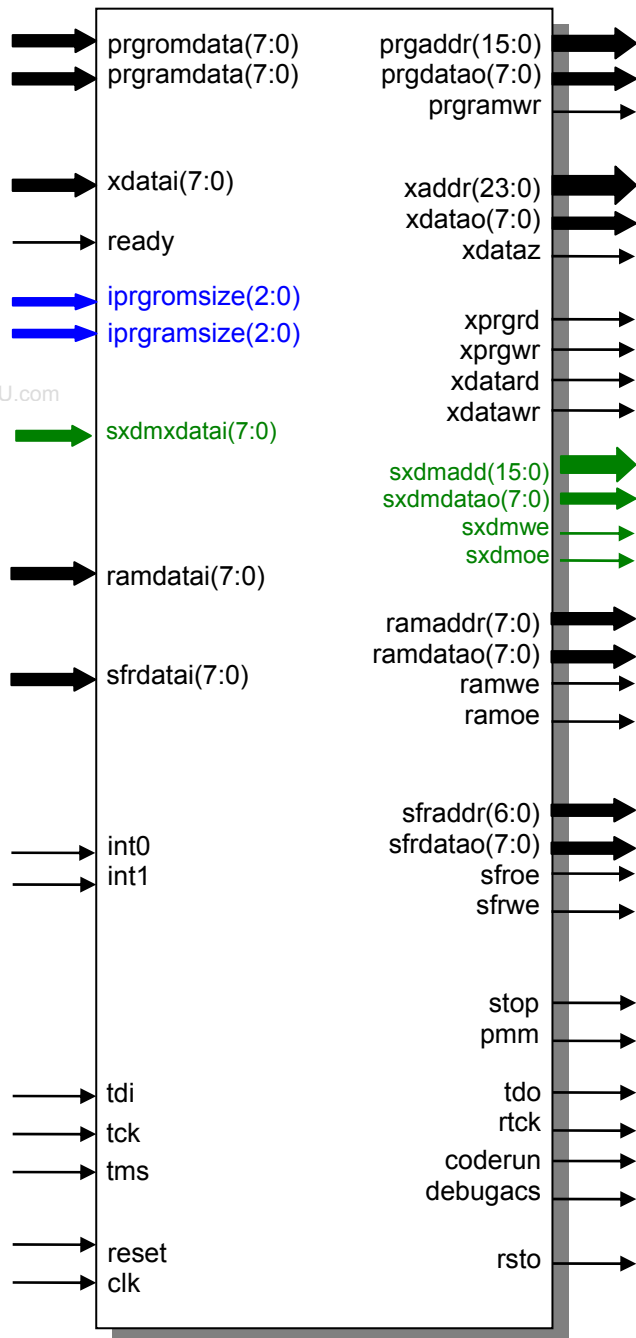 prgromdata(7:0)
prgramdata(7:0)
xdatai(7:0)
ready
iprgromsize(2:0)
iprgramsize(2:0)
U.com
sxdmxdatai(7:0)
ramdatai(7:0)
sfrdatai(7:0)
int0
int1
tdi
tck
tms
reset
clk
prgaddr(15:0)
prgdatao(7:0)
prgramwr
xaddr(23:0)
xdatao(7:0)
xdataz
xprgrd
xprgwr
xdatard
xdatawr
sxdmadd(15:0)
sxdmdatao(7:0)
sxdmwe
sxdmoe
ramaddr(7:0)
ramdatao(7:0)
ramwe
ramoe
sfraddr(6:0)
sfrdatao(7:0)
sfroe
sfrwe
stop
pmm
tdo
rtck
coderun
debugacs
rsto